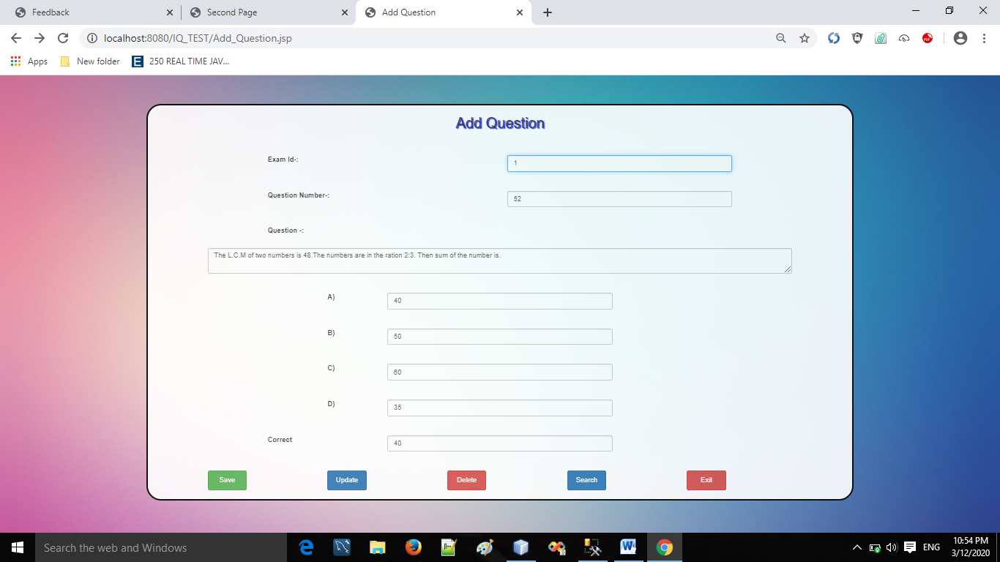 Feedback
Second Page
Add Question
localhost:8080/IQ_TEST/Add_Question.jsp
Apps
New folder
E
250 REAL TIME JAV...
PDF
Add Question
Exam Id-:
1
Question Number-:
52
Question -:
The L.C.M of two numbers is 48.The numbers are in the ration 2:3. Then sum of the number is.
A)
40
B)
50
C)
60
D)
35
Correct
40
Save
Update
Delete
Search
Exit
Search the web and Windows
ENG
10:54 PM
3/12/2020